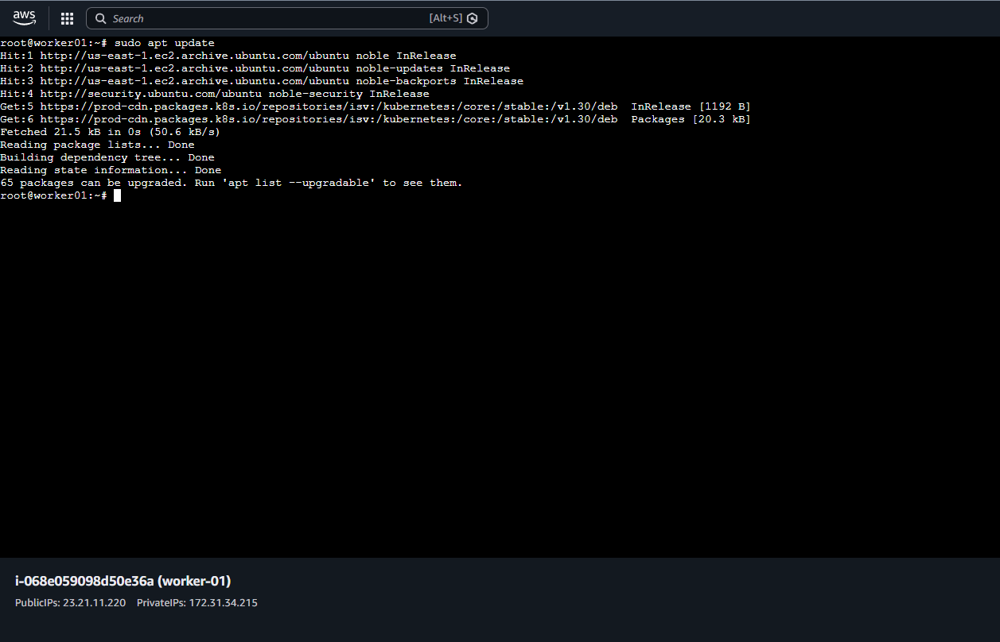 aws
Search [Alt+S]
root@worker01:~# sudo apt update
Hit:1 http://us-east-1.ec2.archive.ubuntu.com/ubuntu noble InRelease
Hit:2 http://us-east-1.ec2.archive.ubuntu.com/ubuntu noble-updates InRelease
Hit:3 http://us-east-1.ec2.archive.ubuntu.com/ubuntu noble-backports InRelease
Hit:4 http://security.ubuntu.com/ubuntu noble-security InRelease
Get:5 https://prod-cdn.packages.k8s.io/repositories/isv:/kubernetes:/core:/stable:/v1.30/deb  InRelease [1192 B]
Get:6 https://prod-cdn.packages.k8s.io/repositories/isv:/kubernetes:/core:/stable:/v1.30/deb  Packages [20.3 kB]
Fetched 21.5 kB in 0s (50.6 kB/s)
Reading package lists... Done
Building dependency tree... Done
Reading state information... Done
65 packages can be upgraded. Run 'apt list --upgradable' to see them.
root@worker01:~#
i-068e059098d50e36a (worker-01)
PublicIPs: 23.21.11.220 PrivateIPs: 172.31.34.215